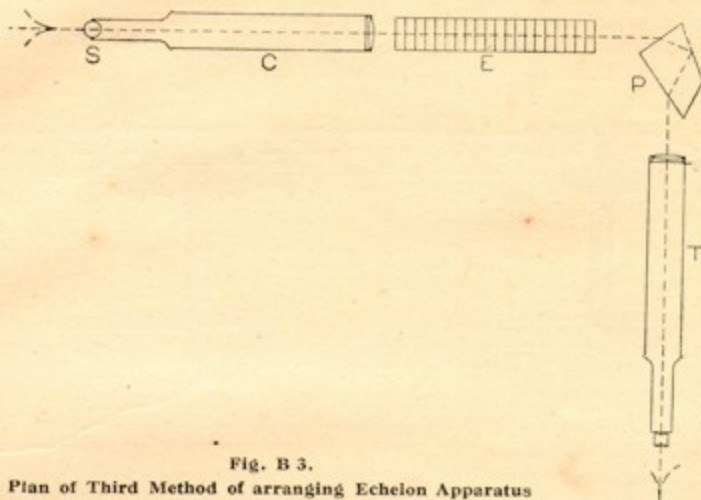 S
C
E
P
T
Fig. B 3.
Plan of Third Method of arranging Echelon Apparatus